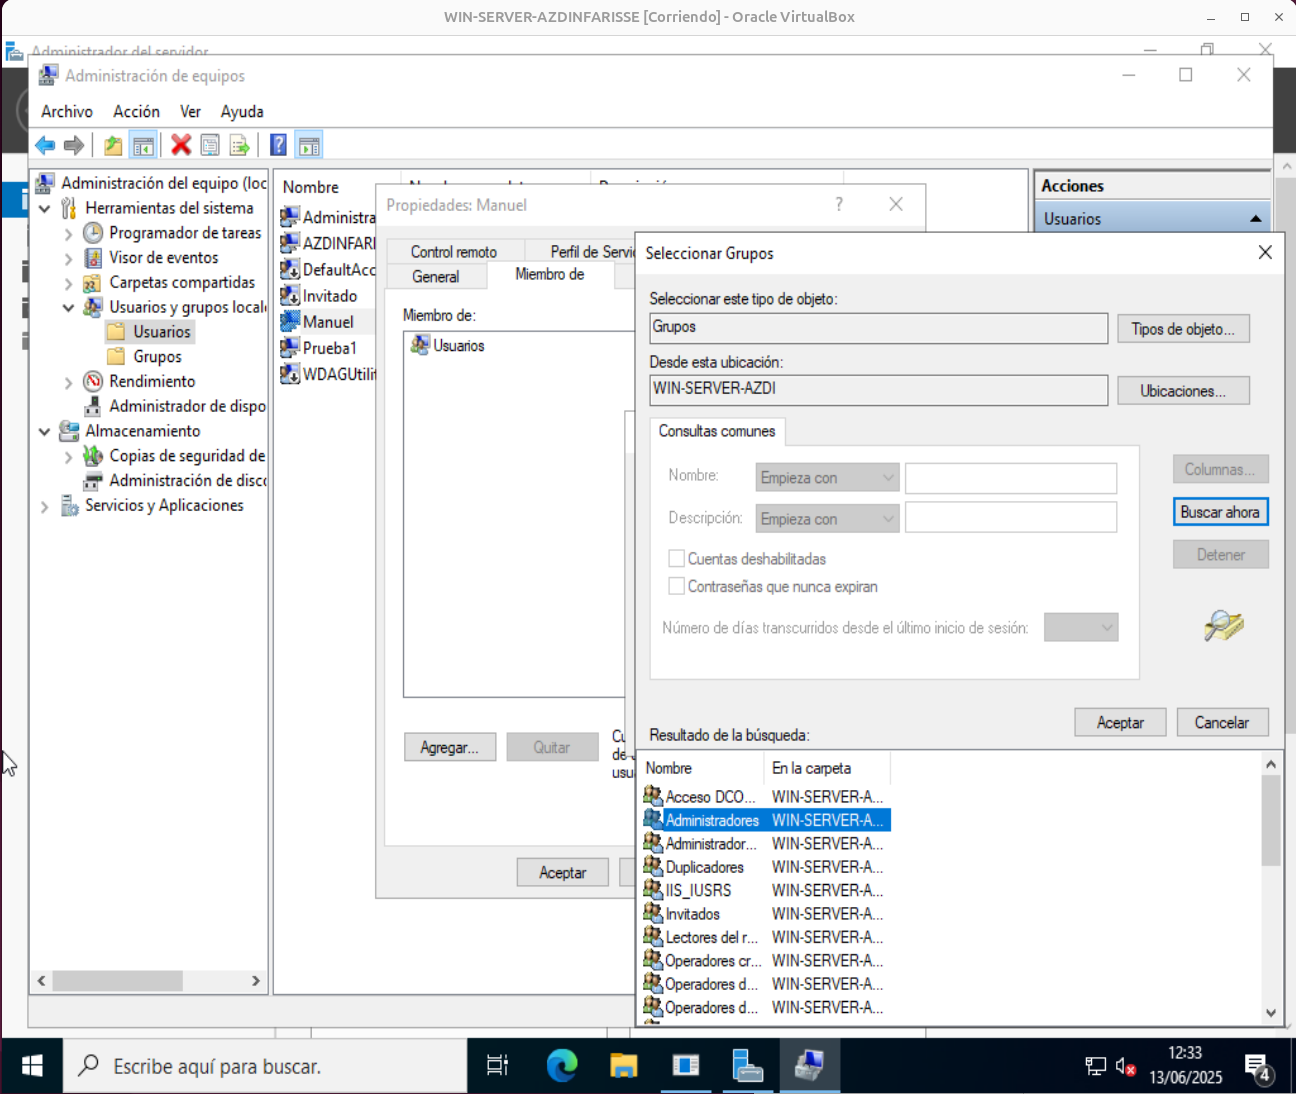 WIN-SERVER-AZDINFARISSE [Corriendo] - Oracle VirtualBox
Administrador del servidor
Administración de equipos
Archivo Acción Ver Ayuda
Administración del equipo (loc
Herramientas del sistema
Programador de tareas
Visor de eventos
Carpetas compartidas
Usuarios y grupos local
Usuarios
Grupos
Rendimiento
Administrador de dispo
Almacenamiento
Copias de seguridad de
Administración de disco
Servicios y Aplicaciones
Nombre
Administra
AZDINFARI
DefaultAcc
Invitado
Manuel
Prueba1
WDAGUtilit
Acciones
Usuarios
Propiedades: Manuel
?
Control remoto Perfil de Servic
General Miembro de
Miembro de:
Usuarios
Agregar... Quitar
Aceptar
Seleccionar Grupos
Seleccionar este tipo de objeto:
Grupos Tipos de objeto...
Desde esta ubicación:
WIN-SERVER-AZDI Ubicaciones...
Consultas comunes
Nombre: Empieza con
Descripción: Empieza con
Cuentas deshabilitadas
Contraseñas que nunca expiran
Número de días transcurridos desde el último inicio de sesión:
Columnas...
Buscar ahora
Detener
Aceptar Cancelar
Resultado de la búsqueda:
Nombre En la carpeta
Acceso DCO... WIN-SERVER-A...
Administradores WIN-SERVER-A...
Administrador... WIN-SERVER-A...
Duplicadores WIN-SERVER-A...
IIS_IUSRS WIN-SERVER-A...
Invitados WIN-SERVER-A...
Lectores del r... WIN-SERVER-A...
Operadores cr... WIN-SERVER-A...
Operadores d... WIN-SERVER-A...
Operadores d... WIN-SERVER-A...
Escribe aquí para buscar.
12:33
13/06/2025
4